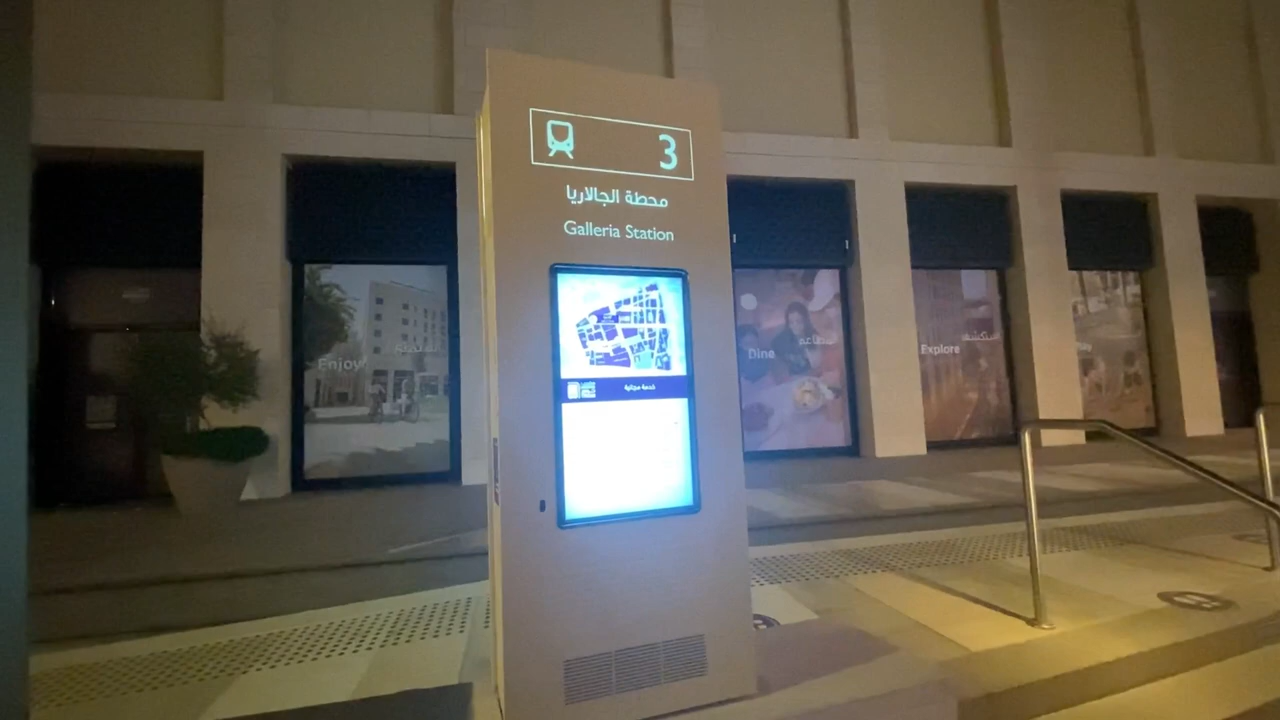 3
محطة الجالاريا
Galleria Station
خدمة مجانية
Enjoy
Dine
Explore